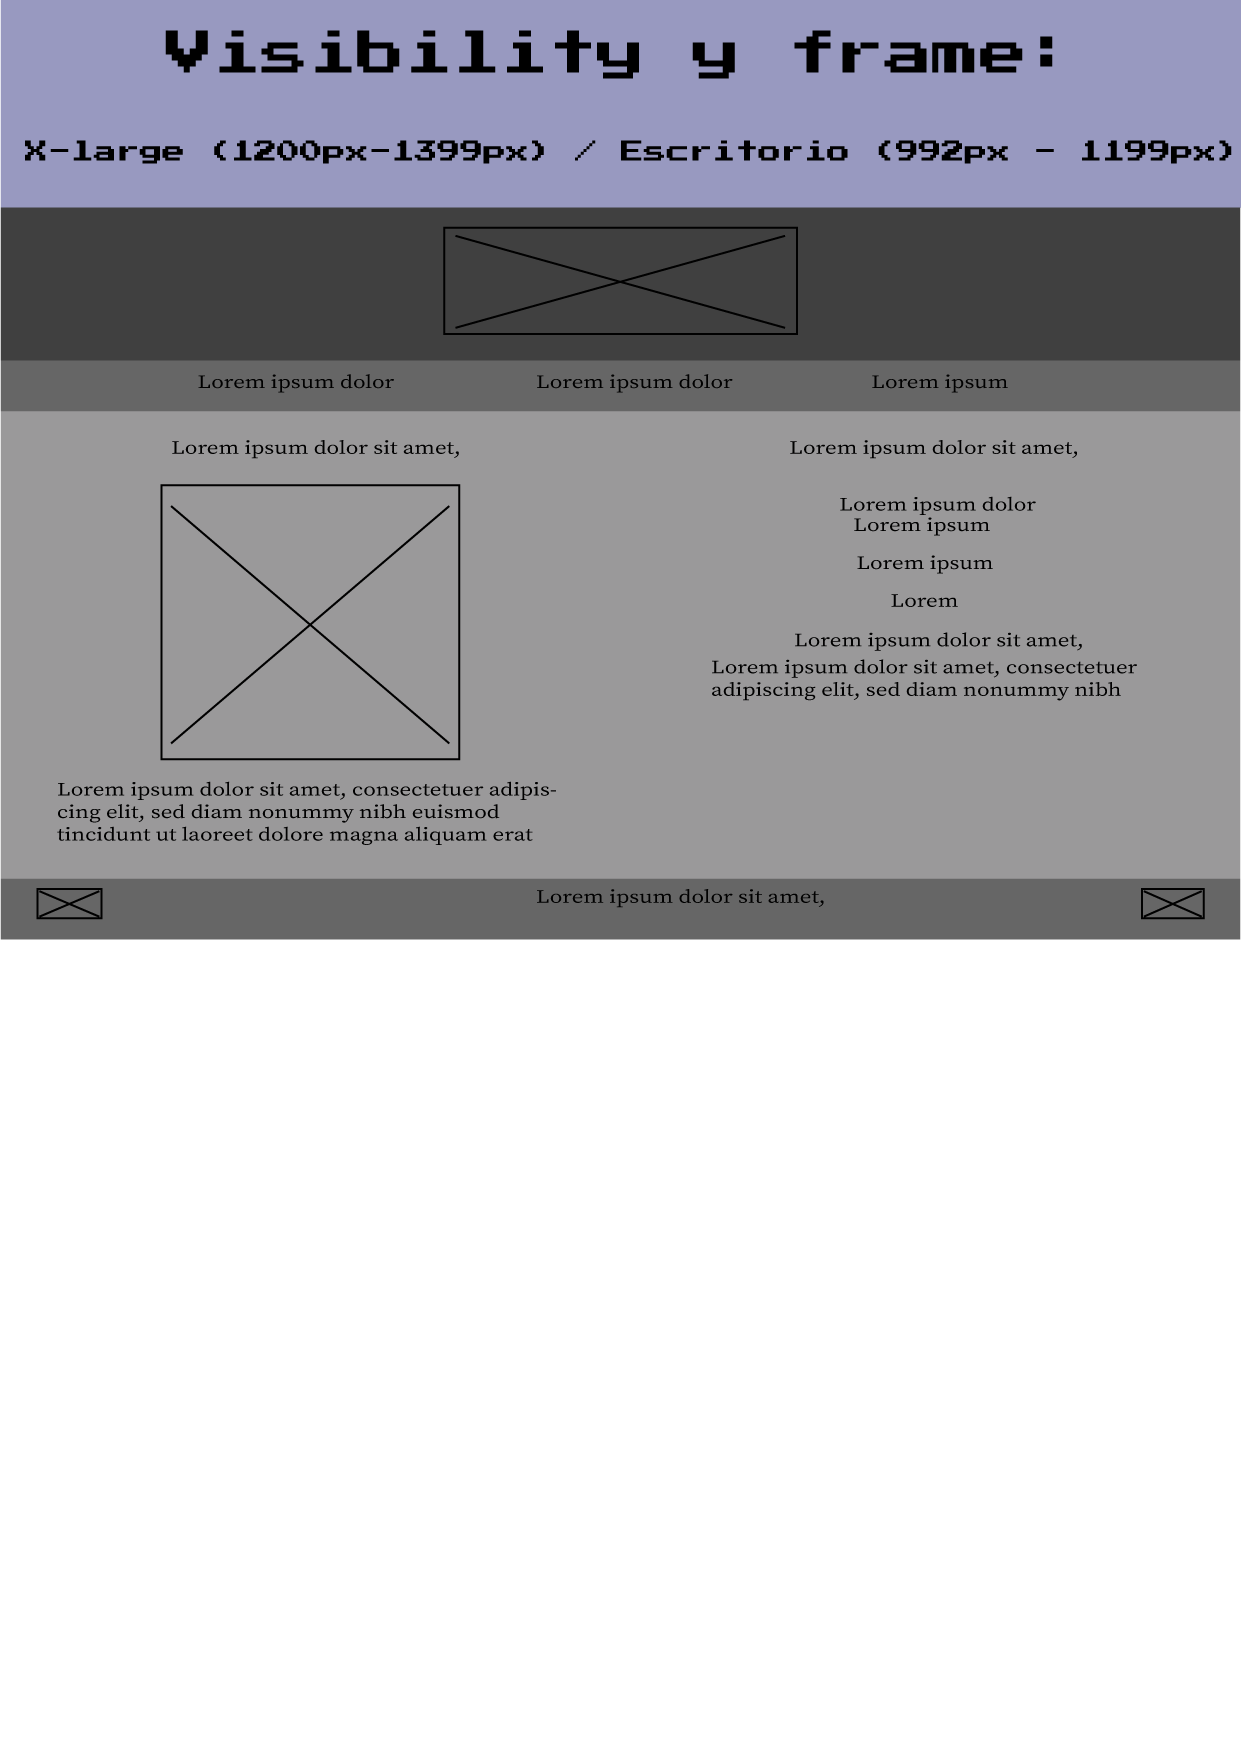 Visibility y frame:
X-large (1200px-1399px) / Escritorio (992px - 1199px)
Lorem ipsum dolor
Lorem ipsum dolor
Lorem ipsum
Lorem ipsum dolor sit amet,
Lorem ipsum dolor sit amet, consectetuer adipis-
cing elit, sed diam nonummy nibh euismod
tincidunt ut laoreet dolore magna aliquam erat
Lorem ipsum dolor sit amet,
Lorem ipsum dolor
Lorem ipsum
Lorem ipsum
Lorem
Lorem ipsum dolor sit amet,
Lorem ipsum dolor sit amet, consectetuer
adipiscing elit, sed diam nonummy nibh
Lorem ipsum dolor sit amet,